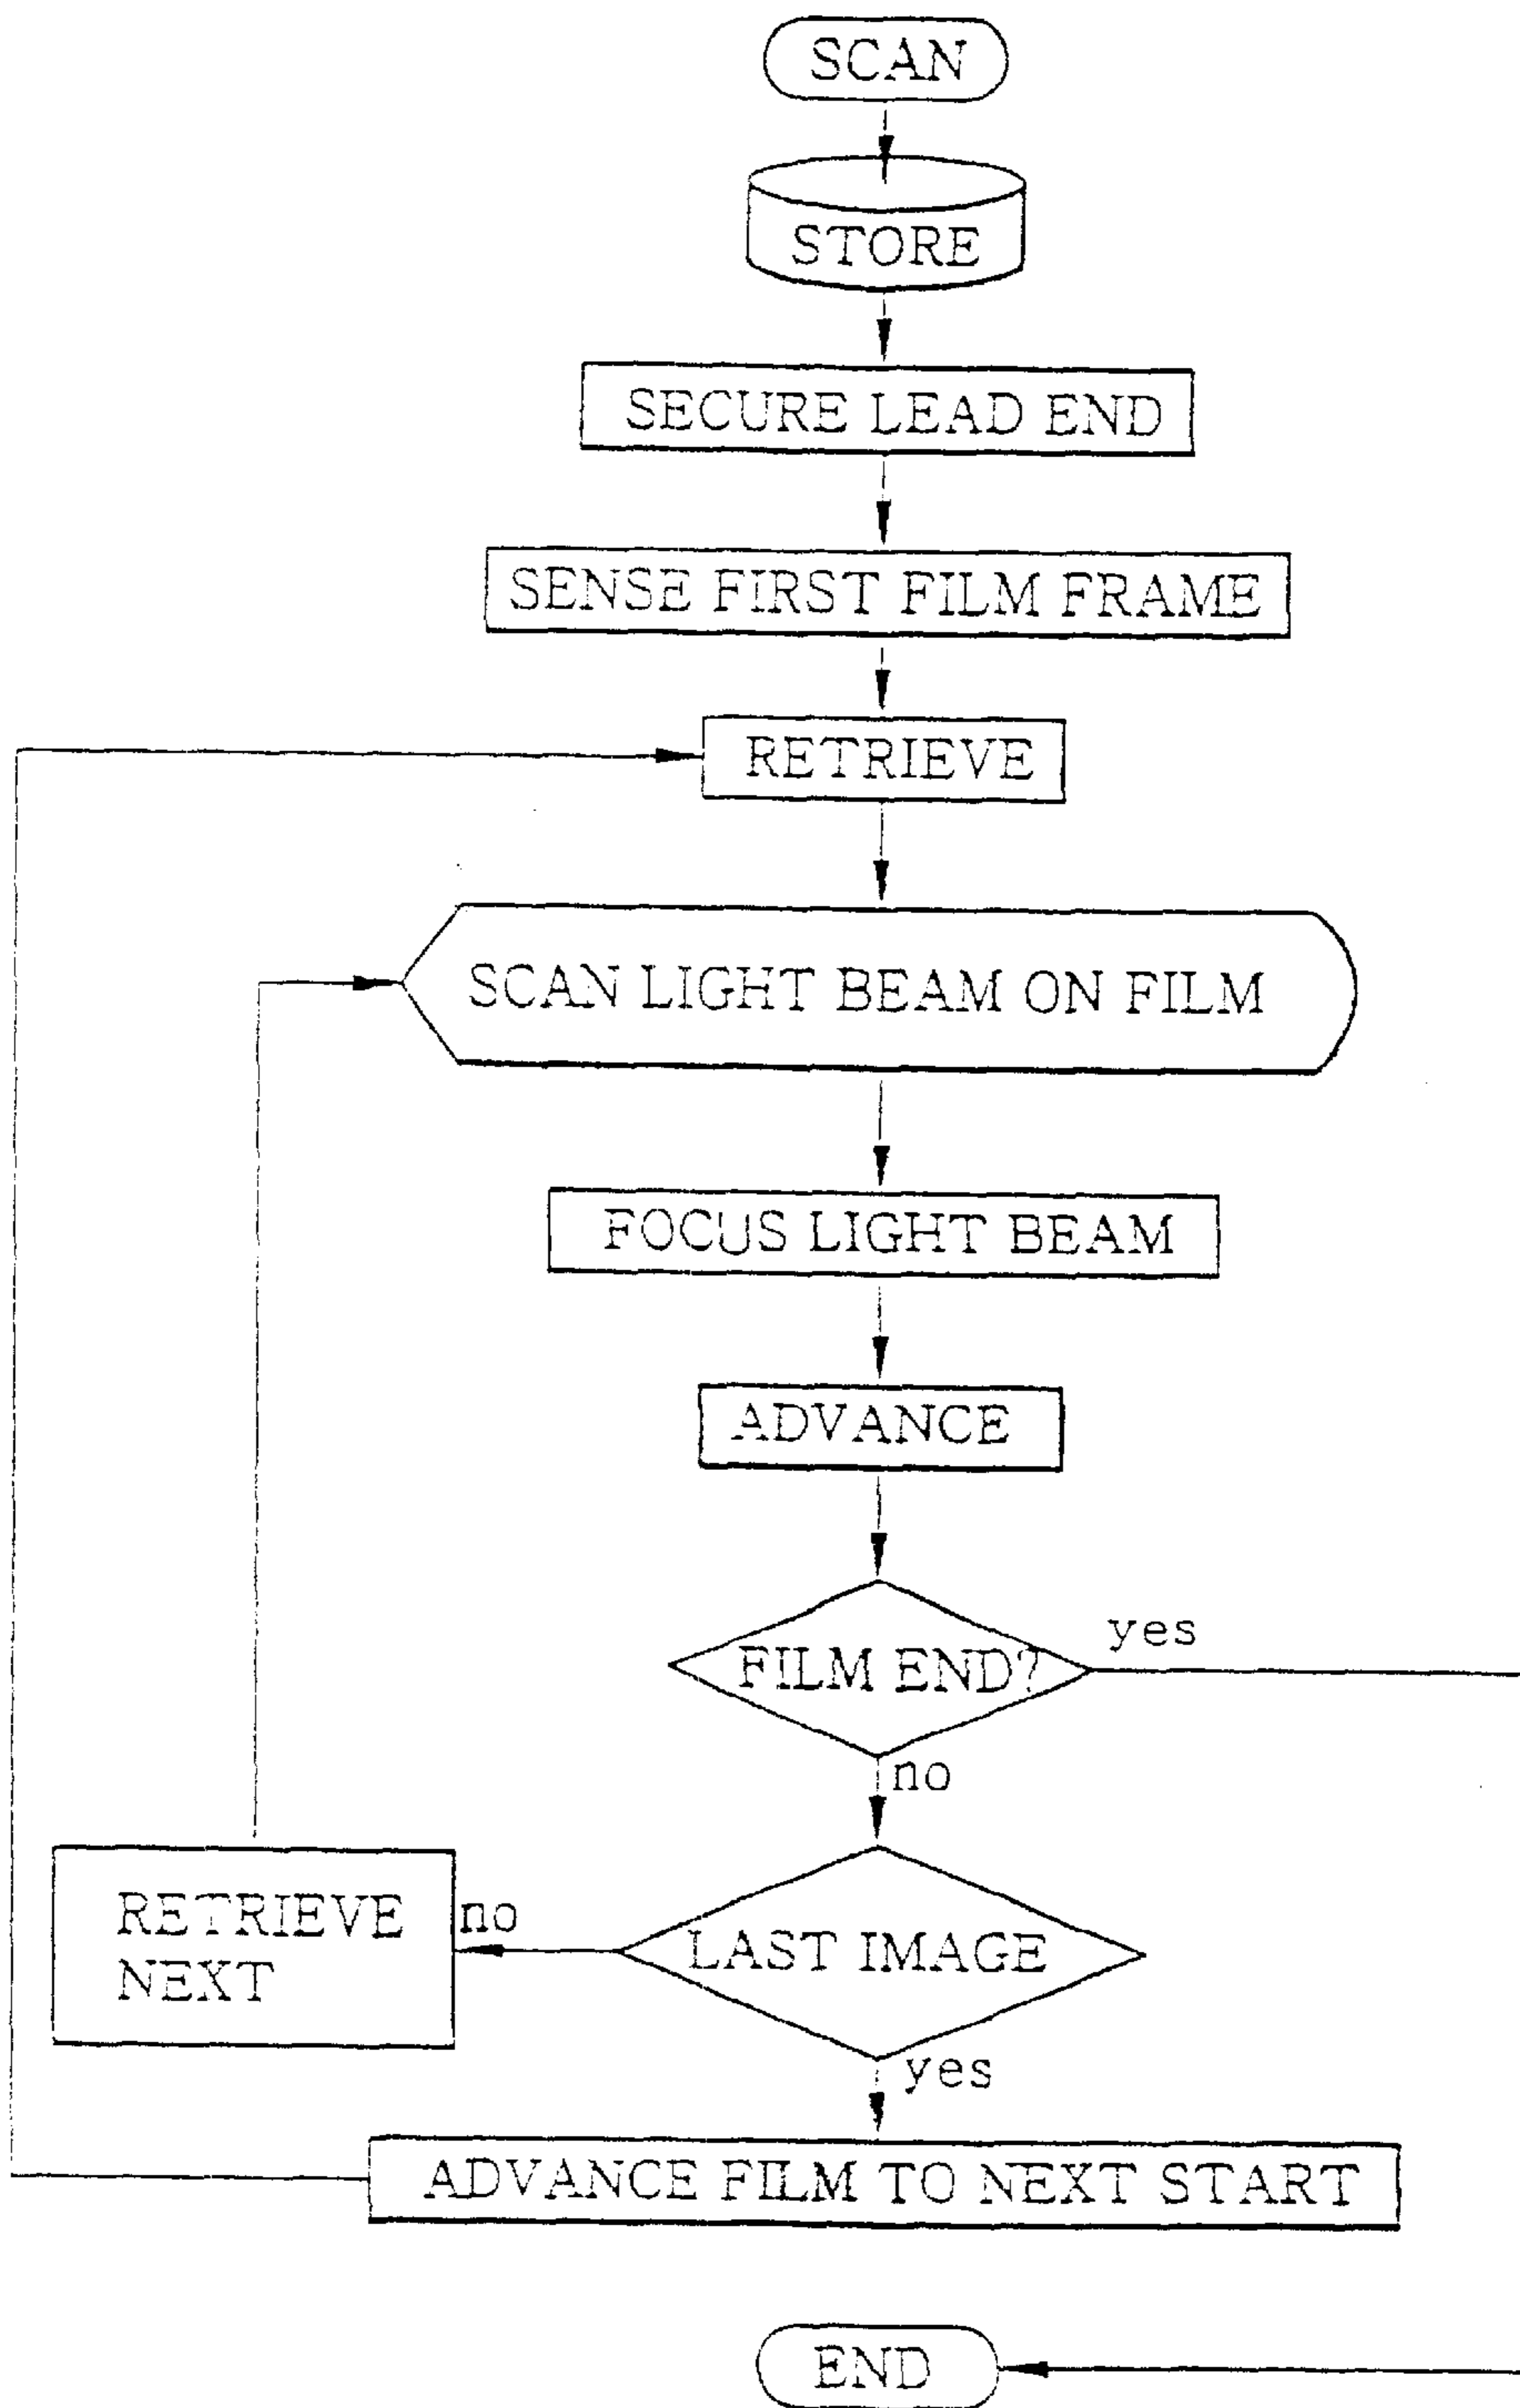 SCAN
STORE
SECURE LEAD END
SENSE FIRST FILM FRAME
RETRIEVE
SCAN LIGHT BEAM ON FILM
FOCUS LIGHT BEAM
ADVANCE
FILM END?
yes
no
LAST IMAGE
no
RETRIEVE
NEXT
yes
ADVANCE FILM TO NEXT START
END